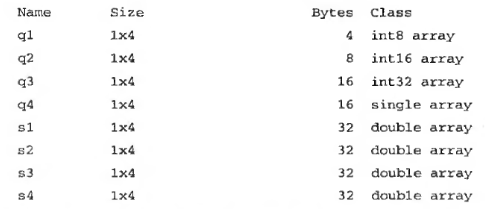 Name Size Bytes Class
q1 1x4 4 int8 array
q2 1x4 8 int16 array
q3 1x4 16 int32 array
q4 1x4 16 single array
s1 1x4 32 double array
s2 1x4 32 double array
s3 1x4 32 double array
s4 1x4 32 double array